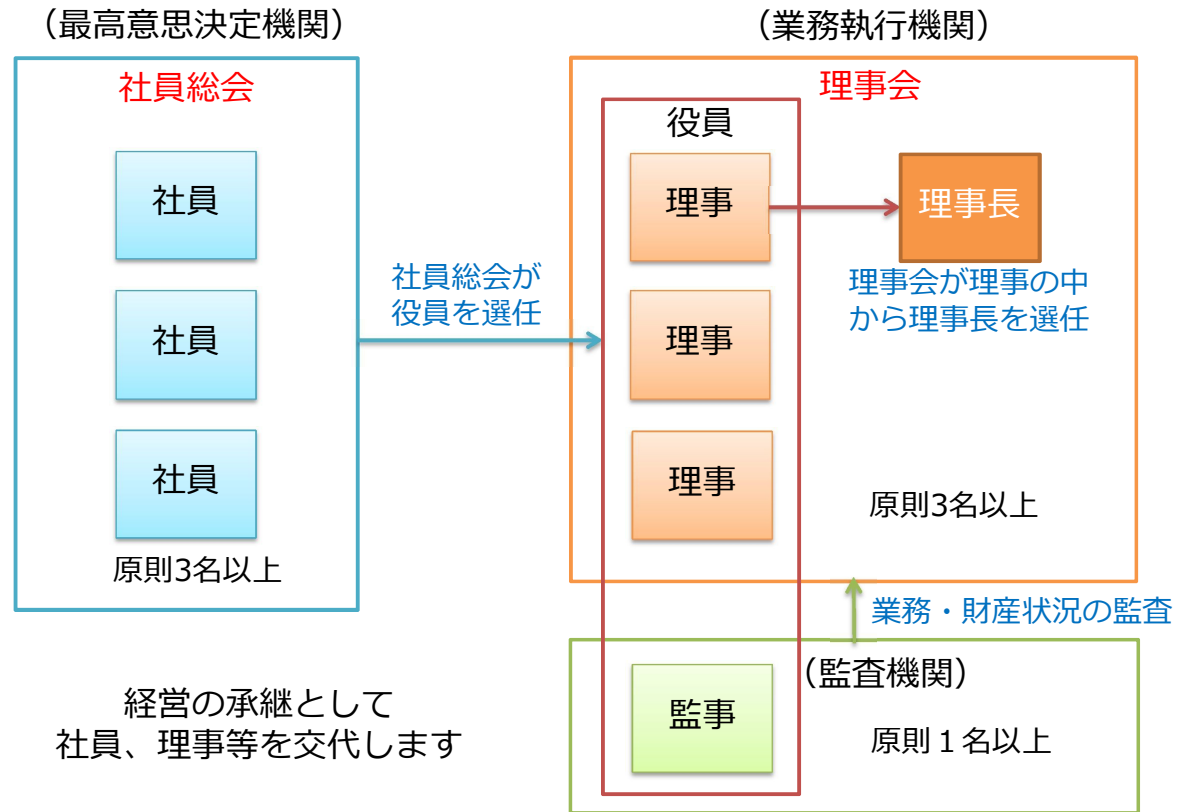 （最高意思決定機関）
社員総会
社員
社員
社員
原則3名以上
社員総会が
役員を選任
（業務執行機関）
理事会
役員
理事
理事長
理事会が理事の中
から理事長を選任
理事
理事
原則3名以上
業務・財産状況の監査
（監査機関）
監事
原則１名以上
経営の承継として
社員、理事等を交代します